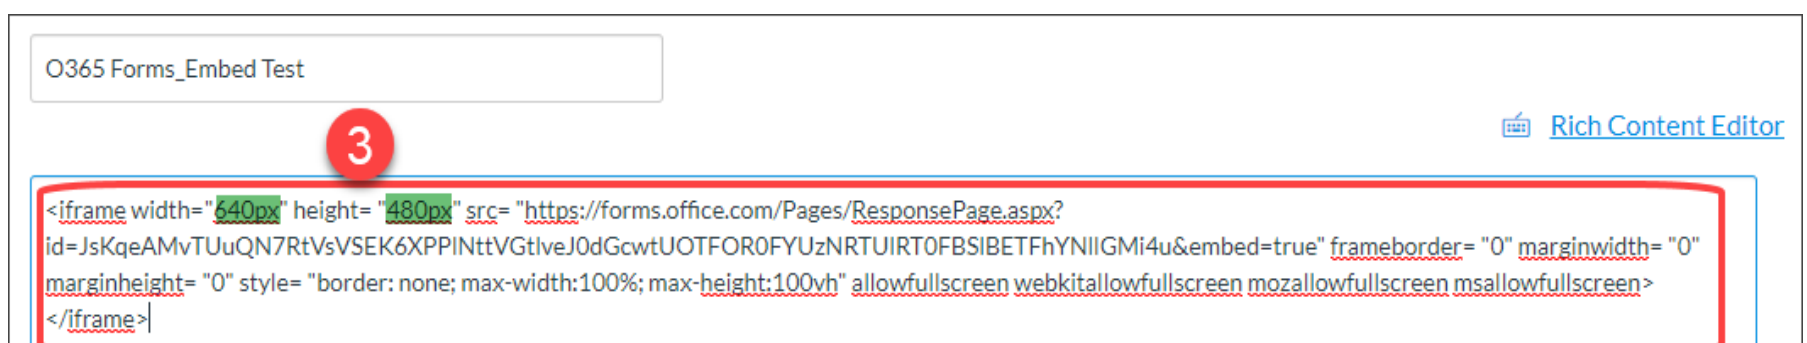 O365 Forms_Embed Test
3
Rich Content Editor
<iframe width="640px" height= "480px" src= "https://forms.office.com/Pages/ResponsePage.aspx?
id=JsKqeAMvTUuQN7RtVsVSEK6XPPlNttVGtlveJ0dGcwtUOTFOR0FYUzNRTUlRT0FBSlBETFhYNllGMi4u&embed=true" frameborder= "0" marginwidth= "0"
marginheight= "0" style= "border: none; max-width:100%; max-height:100vh" allowfullscreen webkitallowfullscreen mozallowfullscreen msallowfullscreen>
</iframe>